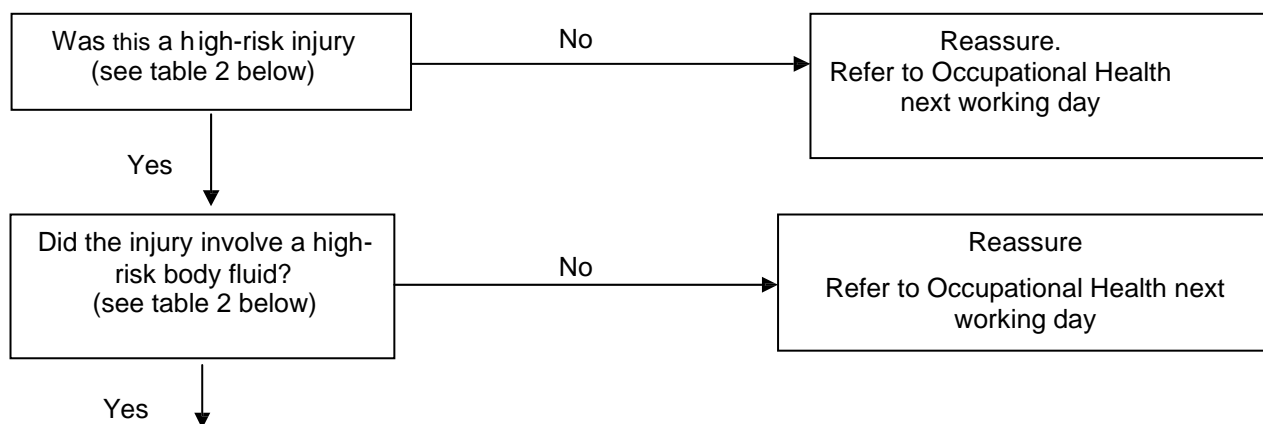 Was this a high-risk injury
(see table 2 below)
No
Reassure.
Refer to Occupational Health
next working day
Yes
Did the injury involve a high-
risk body fluid?
(see table 2 below)
No
Reassure
Refer to Occupational Health next
working day
Yes